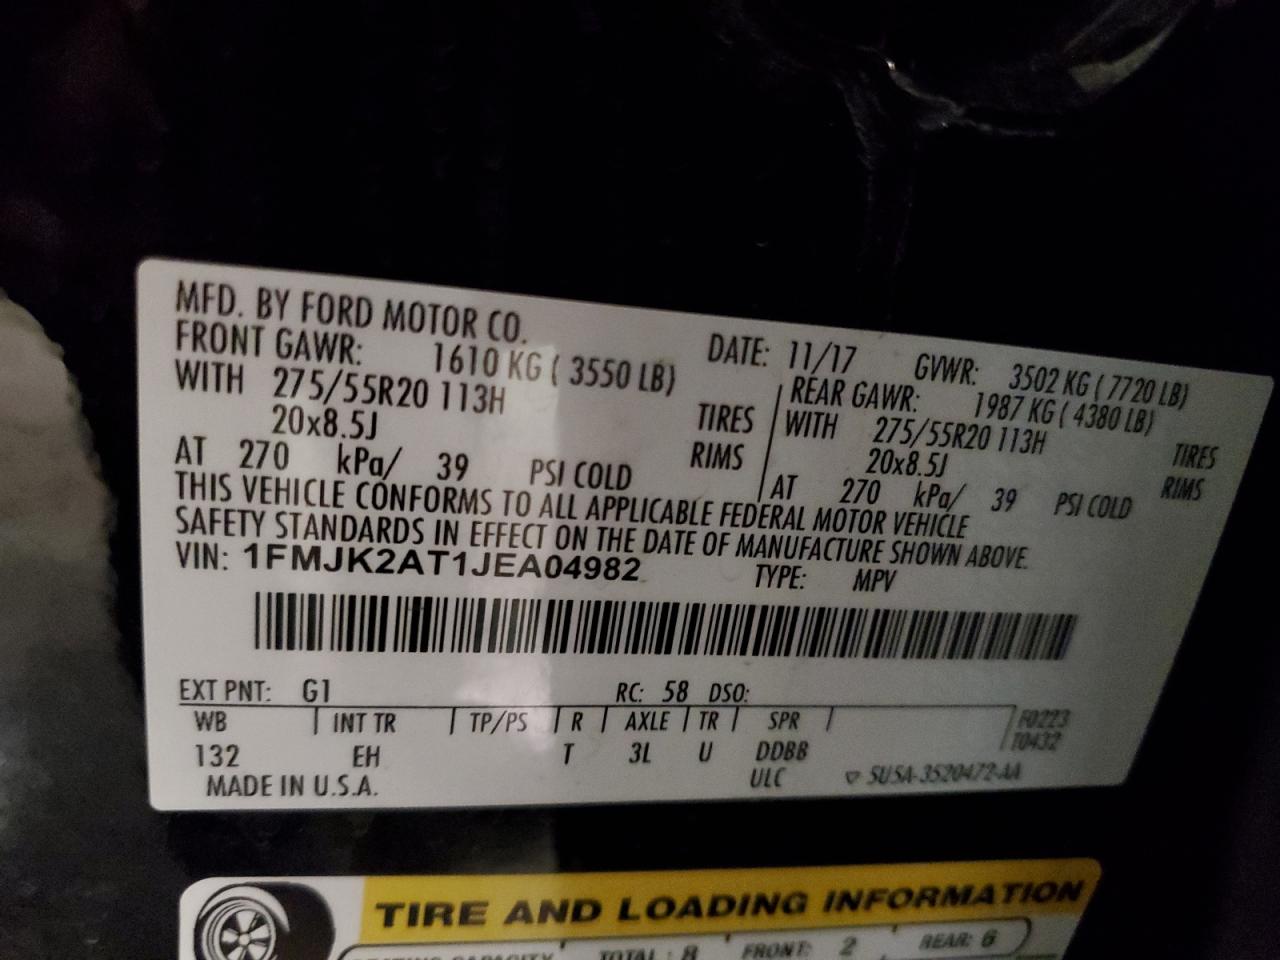 MFD. BY FORD MOTOR CO.
DATE: 11/17 GVWR: 3502 KG ( 7720 LB)
FRONT GAWR: 1610 KG ( 3550 LB) REAR GAWR: 1987 KG ( 4380 LB)
WITH 275/55R20 113H TIRES WITH 275/55R20 113H TIRES
20x8.5J RIMS 20x8.5J RIMS
AT 270 kPa/ 39 PSI COLD AT 270 kPa/ 39 PSI COLD
THIS VEHICLE CONFORMS TO ALL APPLICABLE FEDERAL MOTOR VEHICLE
SAFETY STANDARDS IN EFFECT ON THE DATE OF MANUFACTURE SHOWN ABOVE.
VIN: 1FMJK2AT1JEA04982 TYPE: MPV
EXT PNT: G1 RC: 58 DSO:
WB INT TR TP/PS R AXLE TR SPR F0223
T0432
132 EH T 3L U DDBB
MADE IN U.S.A. ULC ▽ SU5A-3520472-AA
TIRE AND LOADING INFORMATION
SEATING CAPACITY TOTAL : 8 FRONT: 2 REAR: 6